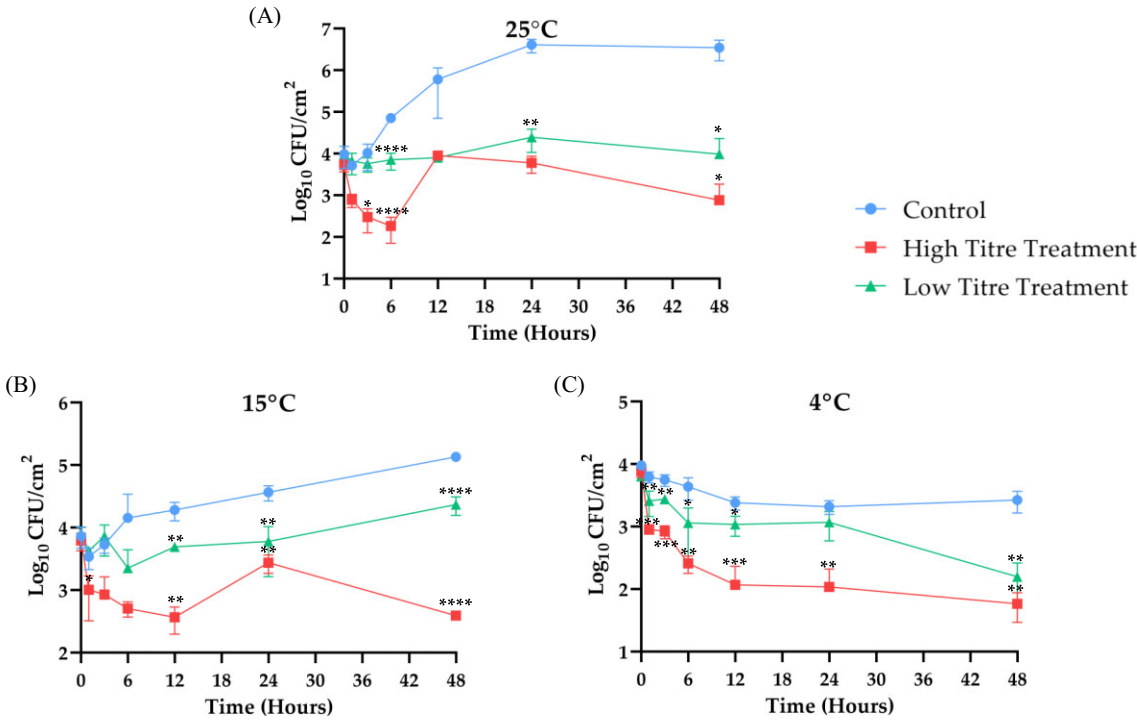 (A)
25°C
7
6
5
4
3
2
1
Log10 CFU/cm2
**
*
****
*
*
****
0 6 12 18 24 30 36 42 48
Time (Hours)
Control
High Titre Treatment
Low Titre Treatment
(B)
15°C
6
5
4
3
2
Log10 CFU/cm2
****
**
**
**
*
**
****
0 6 12 18 24 30 36 42 48
Time (Hours)
(C)
4°C
5
4
3
2
1
Log10 CFU/cm2
** ** * *
*** *** ** *** ** **
**
0 6 12 18 24 30 36 42 48
Time (Hours)